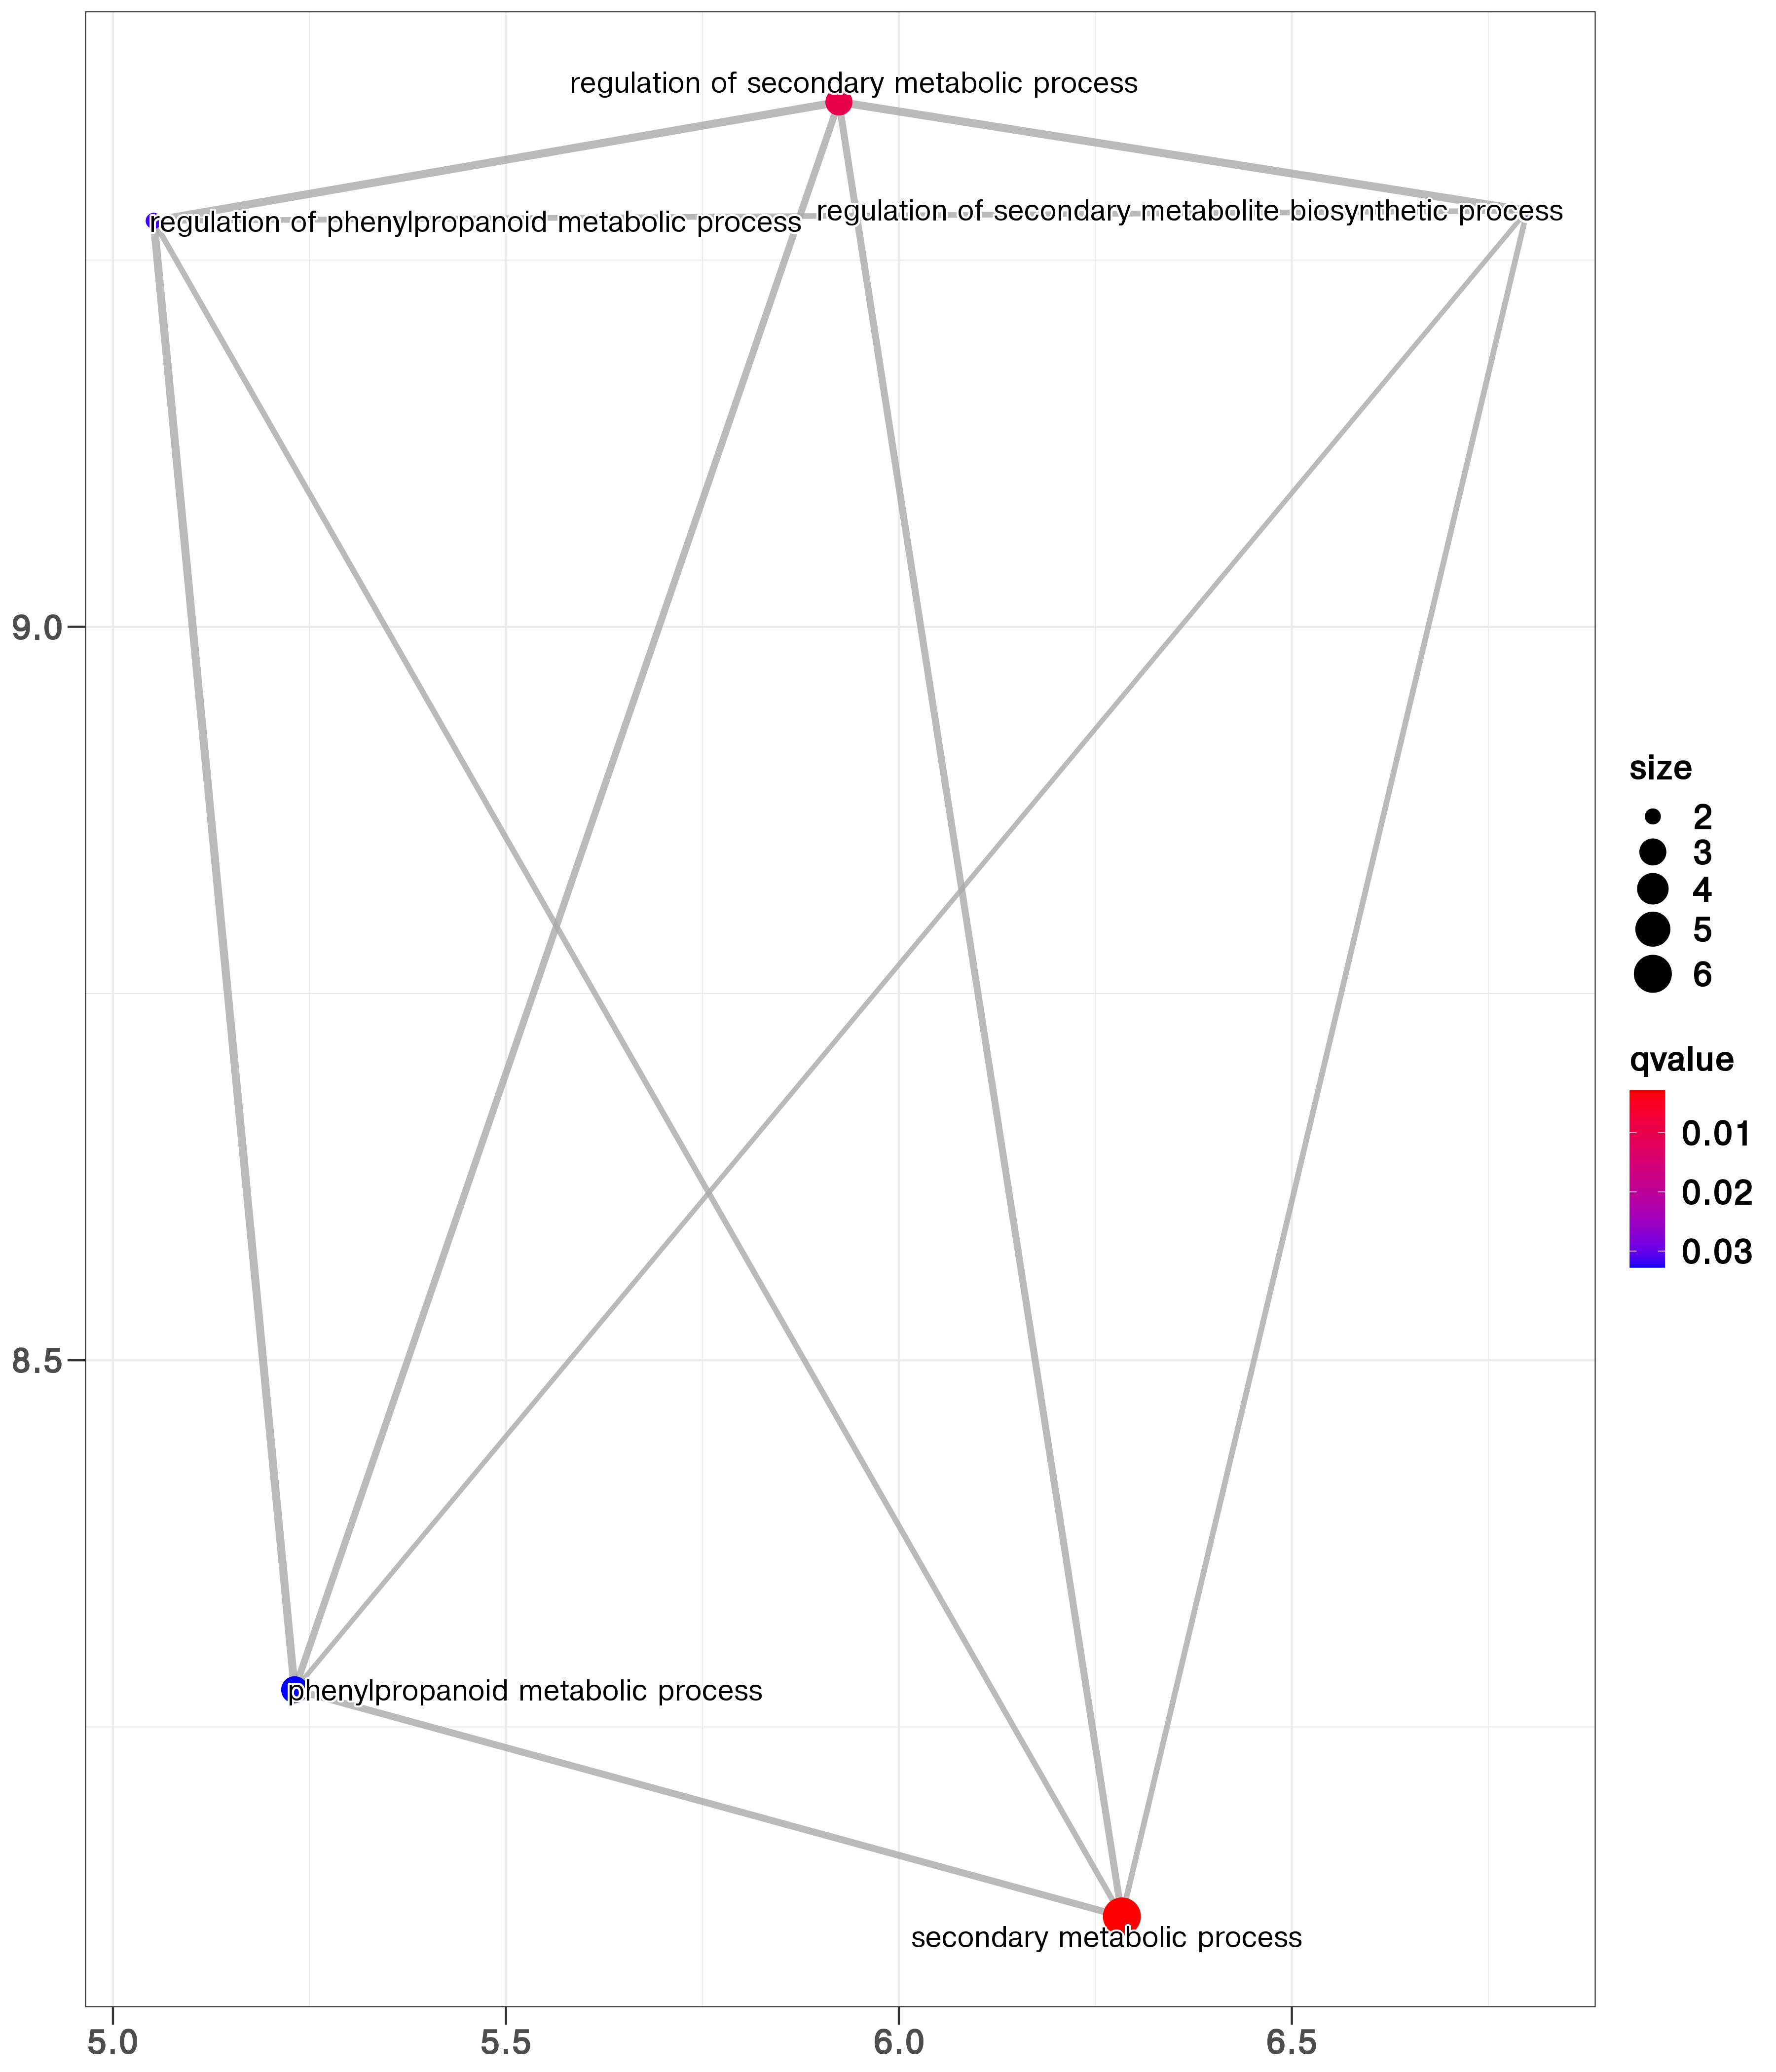 regulation of secondary metabolic process
regulation of phenylpropanoid metabolic process
regulation of secondary metabolite biosynthetic process
9.0
8.5
phenylpropanoid metabolic process
secondary metabolic process
5.0
5.5
6.0
6.5
size
2
3
4
5
6
qvalue
0.01
0.02
0.03